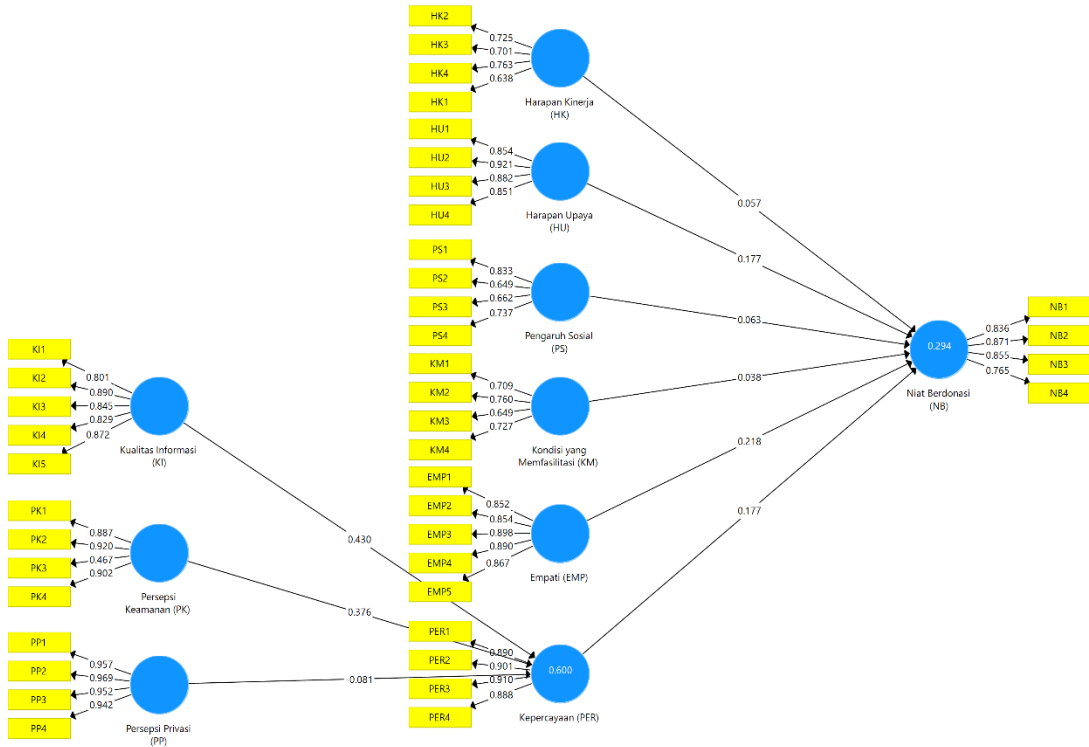 HK2
HK3
HK4
HK1
0.725
0.701
0.763
0.638
Harapan Kinerja
(HK)
HU1
HU2
HU3
HU4
0.854
0.921
0.882
0.851
Harapan Upaya
(HU)
PS1
PS2
PS3
PS4
0.833
0.649
0.662
0.737
Pengaruh Sosial
(PS)
KM1
KM2
KM3
KM4
0.709
0.760
0.649
0.727
Kondisi yang
Memfasilitasi (KM)
EMP1
EMP2
EMP3
EMP4
EMP5
0.852
0.854
0.898
0.890
0.867
Empati (EMP)
PER1
PER2
PER3
PER4
0.890
0.901
0.910
0.888
0.600
Kepercayaan (PER)
KI1
KI2
KI3
KI4
KI5
0.801
0.890
0.845
0.829
0.872
Kualitas Informasi
(KI)
PK1
PK2
PK3
PK4
0.887
0.920
0.467
0.902
Persepsi
Keamanan (PK)
PP1
PP2
PP3
PP4
0.957
0.969
0.952
0.942
Persepsi Privasi
(PP)
0.430
0.376
0.081
0.057
0.177
0.063
0.038
0.218
0.177
0.294
Niat Berdonasi
(NB)
0.836
0.871
0.855
0.765
NB1
NB2
NB3
NB4